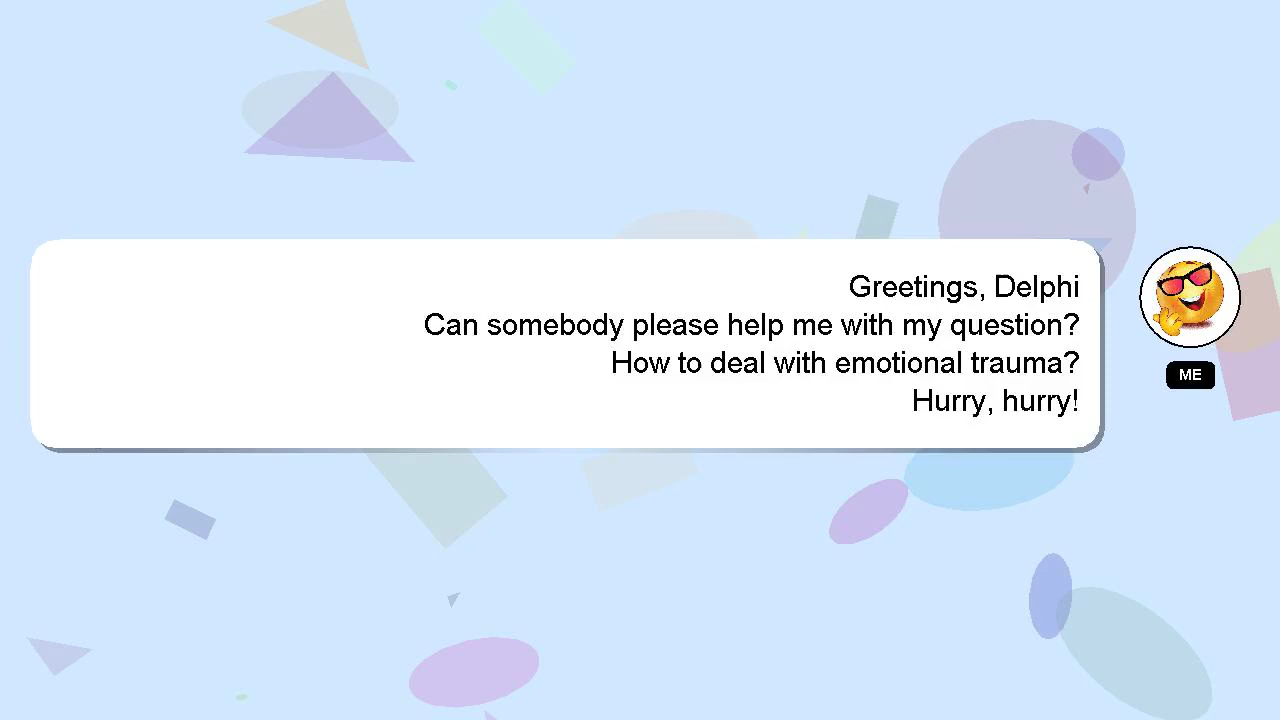 Greetings, Delphi
Can somebody please help me with my question?
How to deal with emotional trauma?
Hurry, hurry!
ME